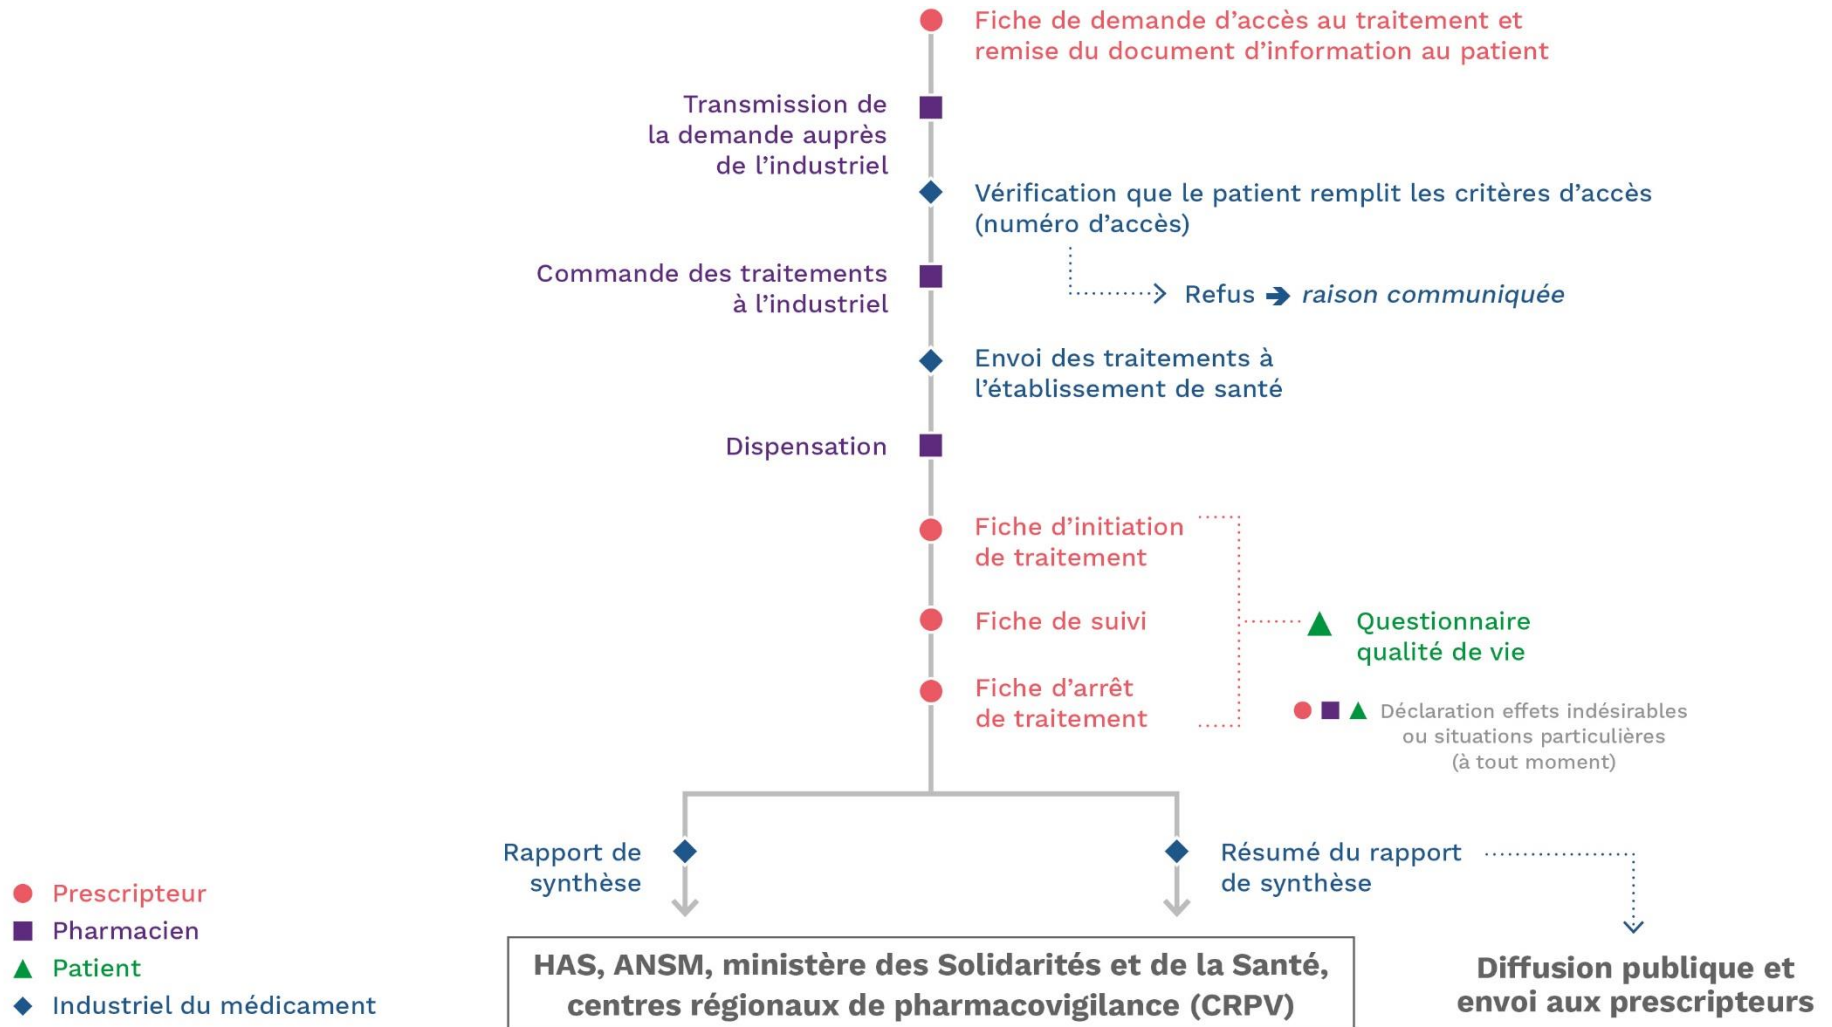 Fiche de demande d’accès au traitement et
remise du document d’information au patient
Transmission de
la demande auprès
de l’industriel
Vérification que le patient remplit les critères d’accès
(numéro d’accès)
Refus ➔ raison communiquée
Commande des traitements
à l’industriel
Envoi des traitements à
l’établissement de santé
Dispensation
Fiche d’initiation
de traitement
Fiche de suivi
Fiche d’arrêt
de traitement
Questionnaire
qualité de vie
Déclaration effets indésirables
ou situations particulières
(à tout moment)
Rapport de
synthèse
Résumé du rapport
de synthèse
Prescripteur
Pharmacien
Patient
Industriel du médicament
HAS, ANSM, ministère des Solidarités et de la Santé,
centres régionaux de pharmacovigilance (CRPV)
Diffusion publique et
envoi aux prescripteurs